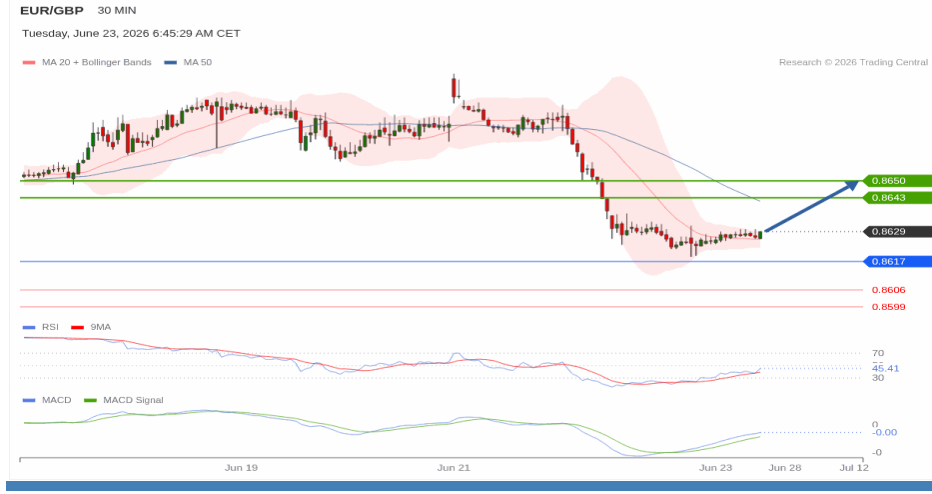 EUR/GBP 30 MIN
Tuesday, June 23, 2026 6:45:29 AM CET
MA 20 + Bollinger Bands MA 50
Research © 2026 Trading Central
0.8650
0.8643
0.8629
0.8617
0.8606
0.8599
RSI 9MA
70
30
45.41
MACD MACD Signal
0
-0.00
-0
Jun 19 Jun 21 Jun 23 Jun 28 Jul 12